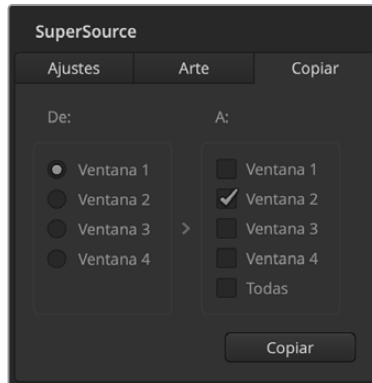 SuperSource
Ajustes Arte Copiar
De: A:
Ventana 1 Ventana 1
Ventana 2 Ventana 2
Ventana 3 > Ventana 3
Ventana 4 Ventana 4
Todas
Copiar